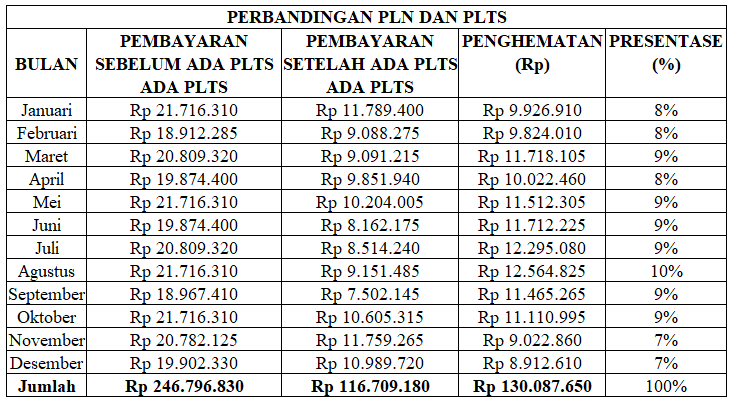 PERBANDINGAN PLN DAN PLTS
BULAN PEMBAYARAN SEBELUM ADA PLTS ADA PLTS PEMBAYARAN SETELAH ADA PLTS ADA PLTS PENGHEMATAN (Rp) PRESENTASE (%)
Januari Rp 21.716.310 Rp 11.789.400 Rp 9.926.910 8%
Februari Rp 18.912.285 Rp 9.088.275 Rp 9.824.010 8%
Maret Rp 20.809.320 Rp 9.091.215 Rp 11.718.105 9%
April Rp 19.874.400 Rp 9.851.940 Rp 10.022.460 8%
Mei Rp 21.716.310 Rp 10.204.005 Rp 11.512.305 9%
Juni Rp 19.874.400 Rp 8.162.175 Rp 11.712.225 9%
Juli Rp 20.809.320 Rp 8.514.240 Rp 12.295.080 9%
Agustus Rp 21.716.310 Rp 9.151.485 Rp 12.564.825 10%
September Rp 18.967.410 Rp 7.502.145 Rp 11.465.265 9%
Oktober Rp 21.716.310 Rp 10.605.315 Rp 11.110.995 9%
November Rp 20.782.125 Rp 11.759.265 Rp 9.022.860 7%
Desember Rp 19.902.330 Rp 10.989.720 Rp 8.912.610 7%
Jumlah Rp 246.796.830 Rp 116.709.180 Rp 130.087.650 100%